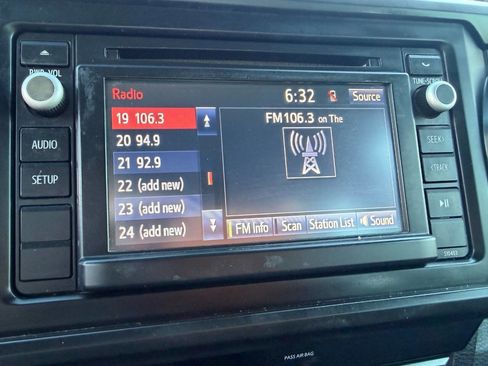 PWR·VOL
TUNE·SCROLL
Radio
6:32
Source
19 106.3
FM106.3 on The
20 94.9
21 92.9
22 (add new)
23 (add new)
24 (add new)
FM Info
Scan
Station List
Sound
AUDIO
SETUP
SEEK
TRACK
510453
PASS AIR BAG